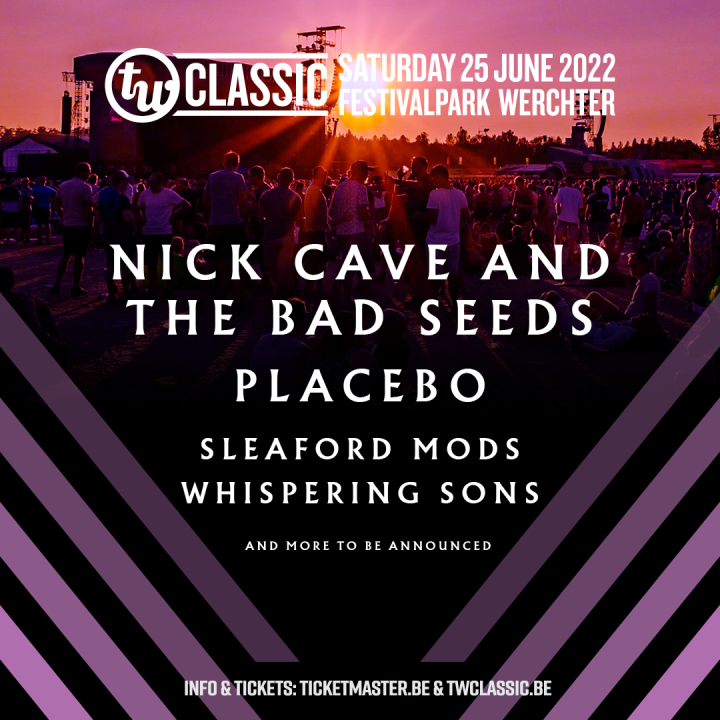 tw CLASSIC
SATURDAY 25 JUNE 2022
FESTIVALPARK WERCHTER
NICK CAVE AND
THE BAD SEEDS
PLACEBO
SLEAFORD MODS
WHISPERING SONS
AND MORE TO BE ANNOUNCED
INFO & TICKETS: TICKETMASTER.BE & TWCLASSIC.BE